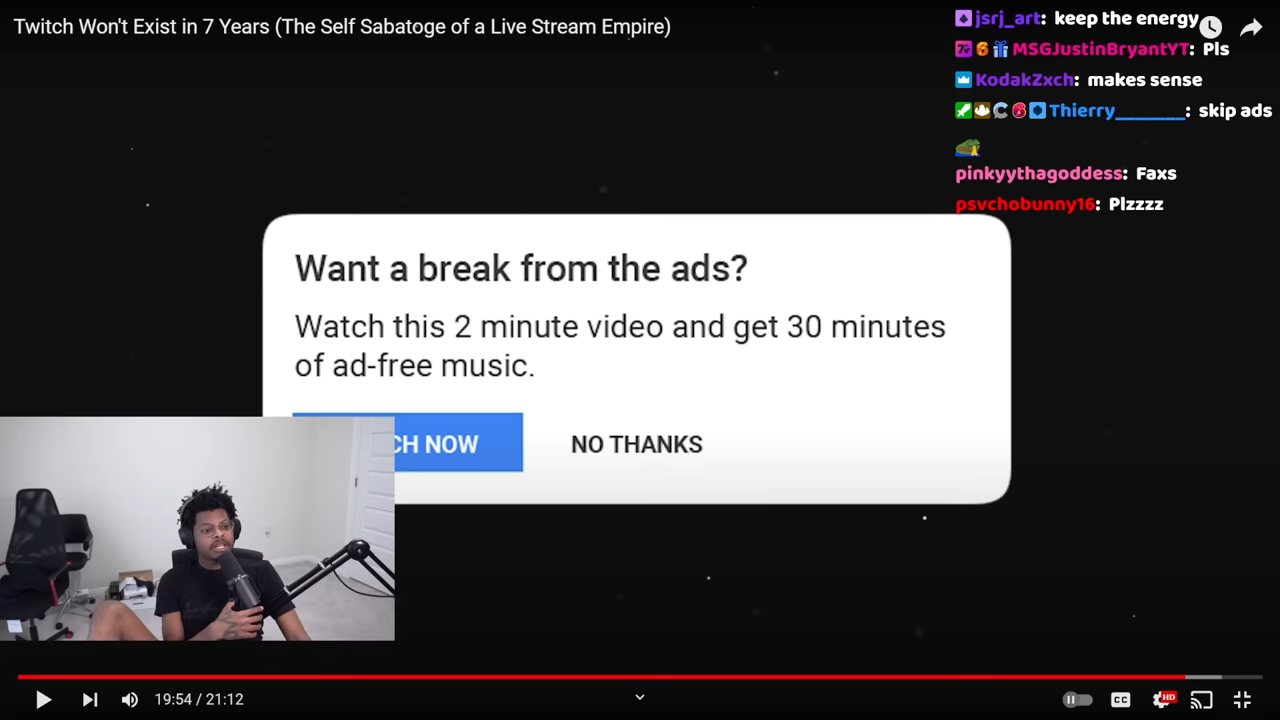 Twitch Won't Exist in 7 Years (The Self Sabatoge of a Live Stream Empire)
jsrj_art: keep the energy
MSGJustinBryantYT: Pls
KodakZxch: makes sense
Thierry_______: skip ads
pinkyythagoddess: Faxs
psychobunny16: Plzzzz
Want a break from the ads?
Watch this 2 minute video and get 30 minutes
of ad-free music.
CH NOW
NO THANKS
19:54 / 21:12
CC
HD